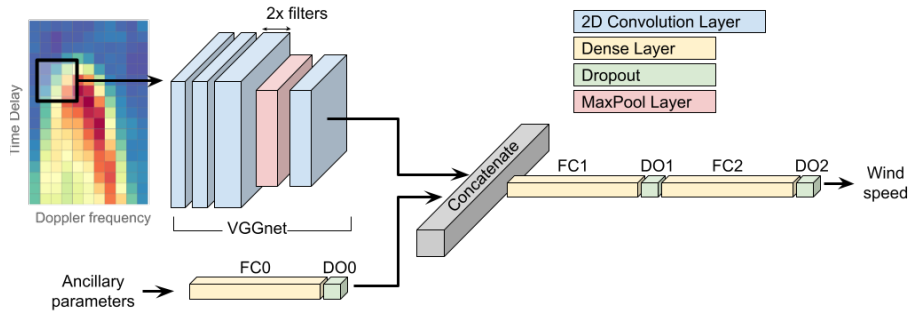 2x filters
2D Convolution Layer
Dense Layer
Dropout
MaxPool Layer
Time Delay
Doppler frequency
VGGnet
Concatenate
FC1
DO1
FC2
DO2
Wind
speed
Ancillary
parameters
FC0
DO0